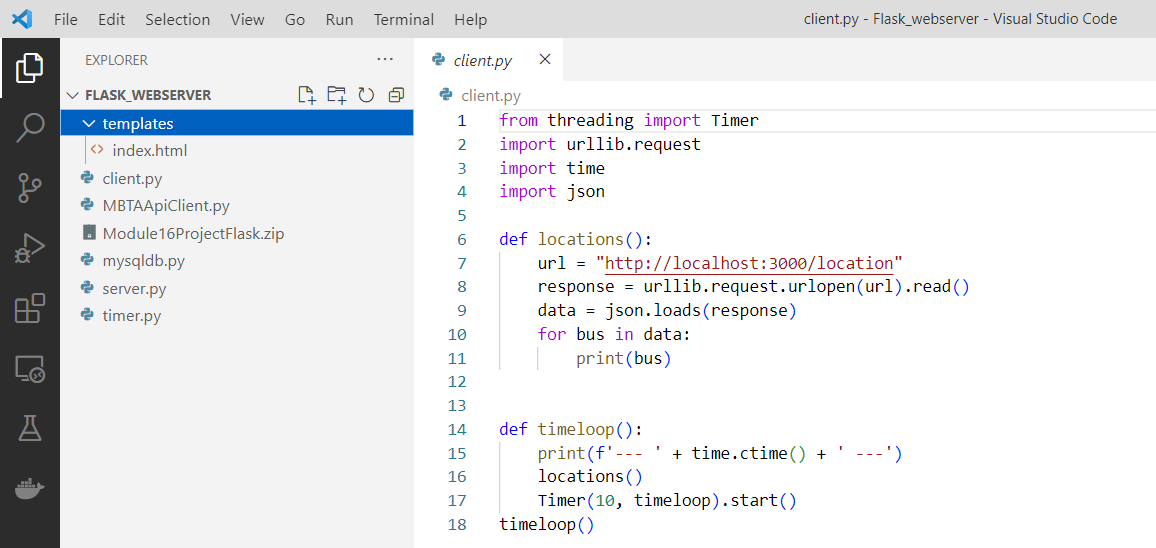 File Edit Selection View Go Run Terminal Help client.py - Flask_webserver - Visual Studio Code
EXPLORER ···
FLASK_WEBSERVER
templates
<> index.html
client.py
MBTAApiClient.py
Module16ProjectFlask.zip
mysqldb.py
server.py
timer.py
client.py ×
client.py
1 from threading import Timer
2 import urllib.request
3 import time
4 import json
5
6 def locations():
7     url = "http://localhost:3000/location"
8     response = urllib.request.urlopen(url).read()
9     data = json.loads(response)
10     for bus in data:
11         print(bus)
12
13
14 def timeloop():
15     print(f'--- ' + time.ctime() + ' ---')
16     locations()
17     Timer(10, timeloop).start()
18 timeloop()